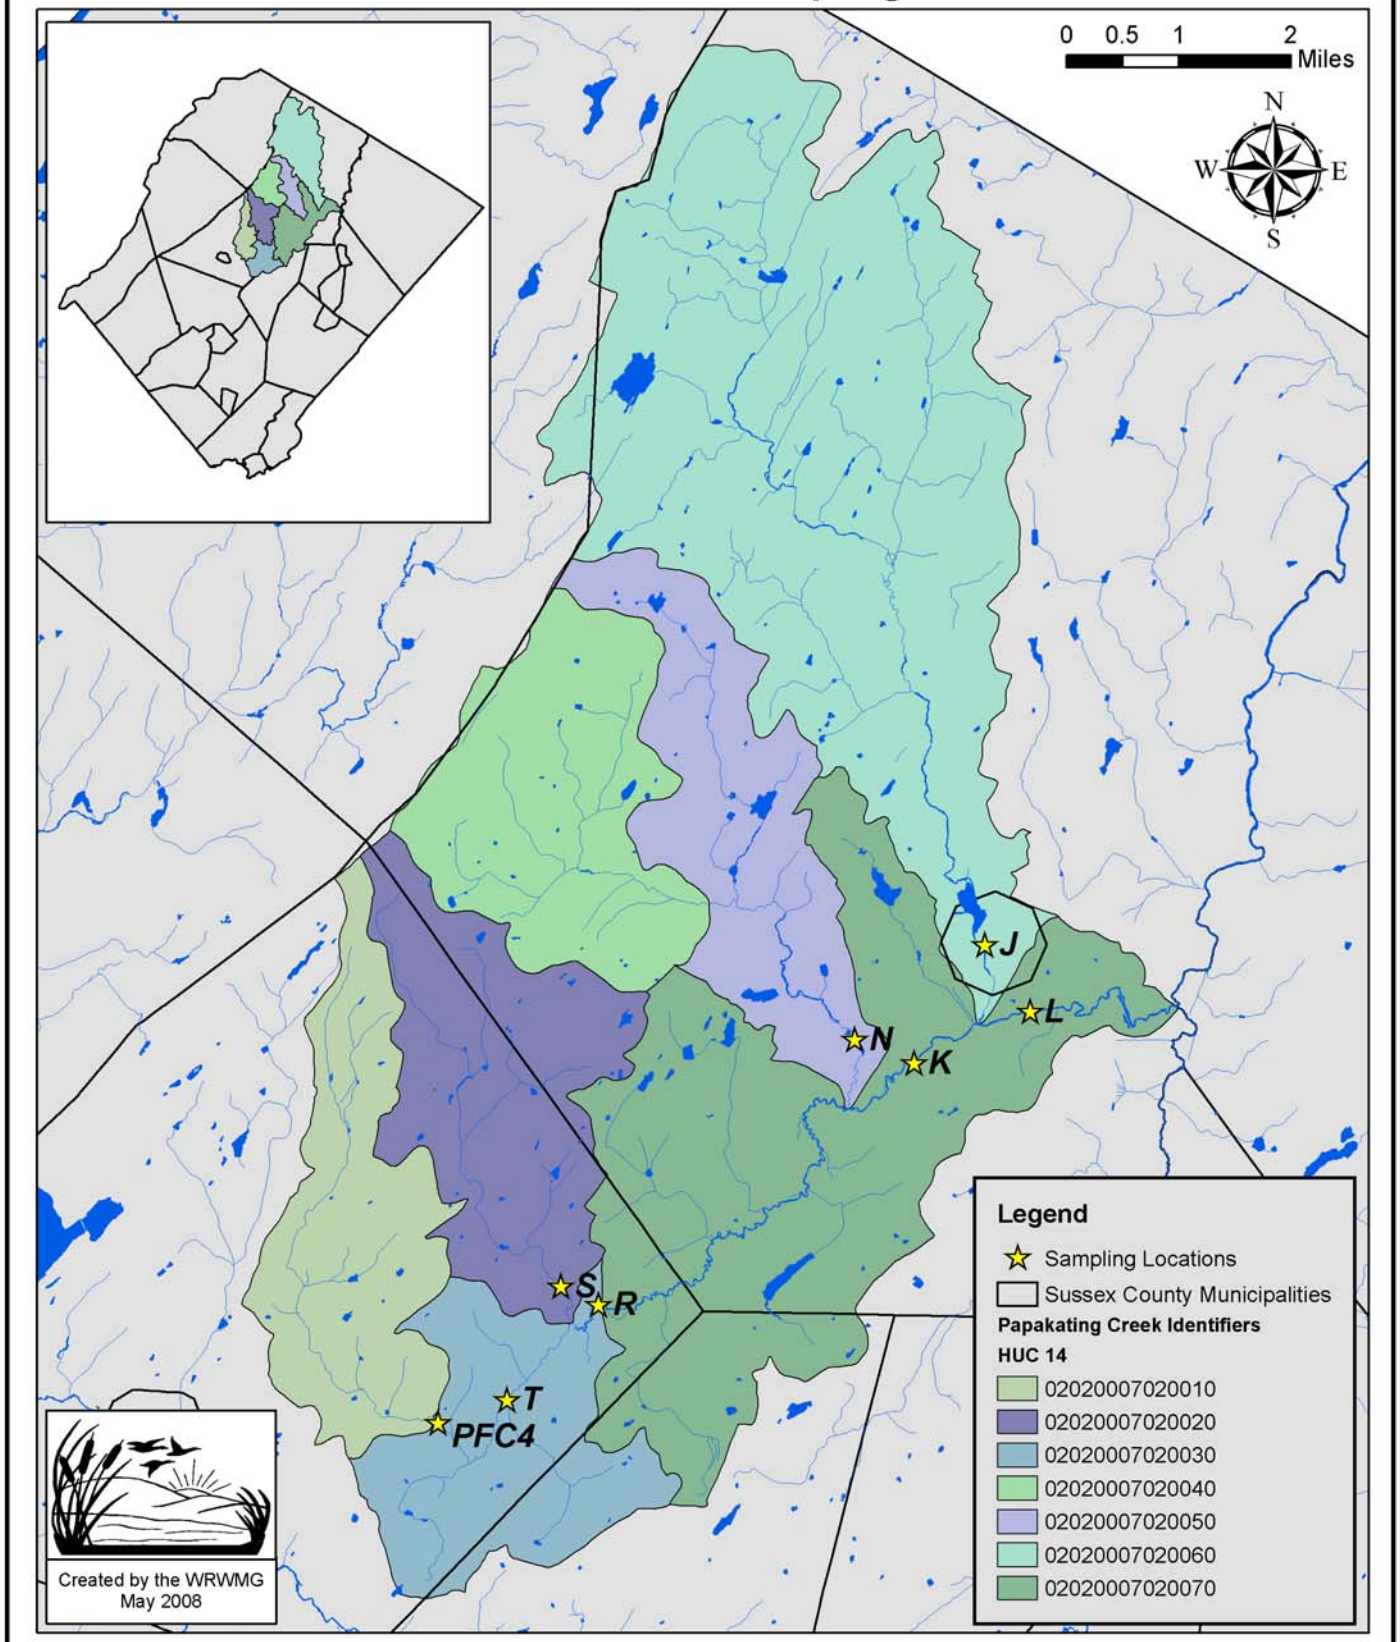 0 0.5 1 2
Miles
N
W E
S
J
L
N
K
S
R
T
PFC4
Legend
Sampling Locations
Sussex County Municipalities
Papakating Creek Identifiers
HUC 14
02020007020010
02020007020020
02020007020030
02020007020040
02020007020050
02020007020060
02020007020070
Created by the WRWMG
May 2008